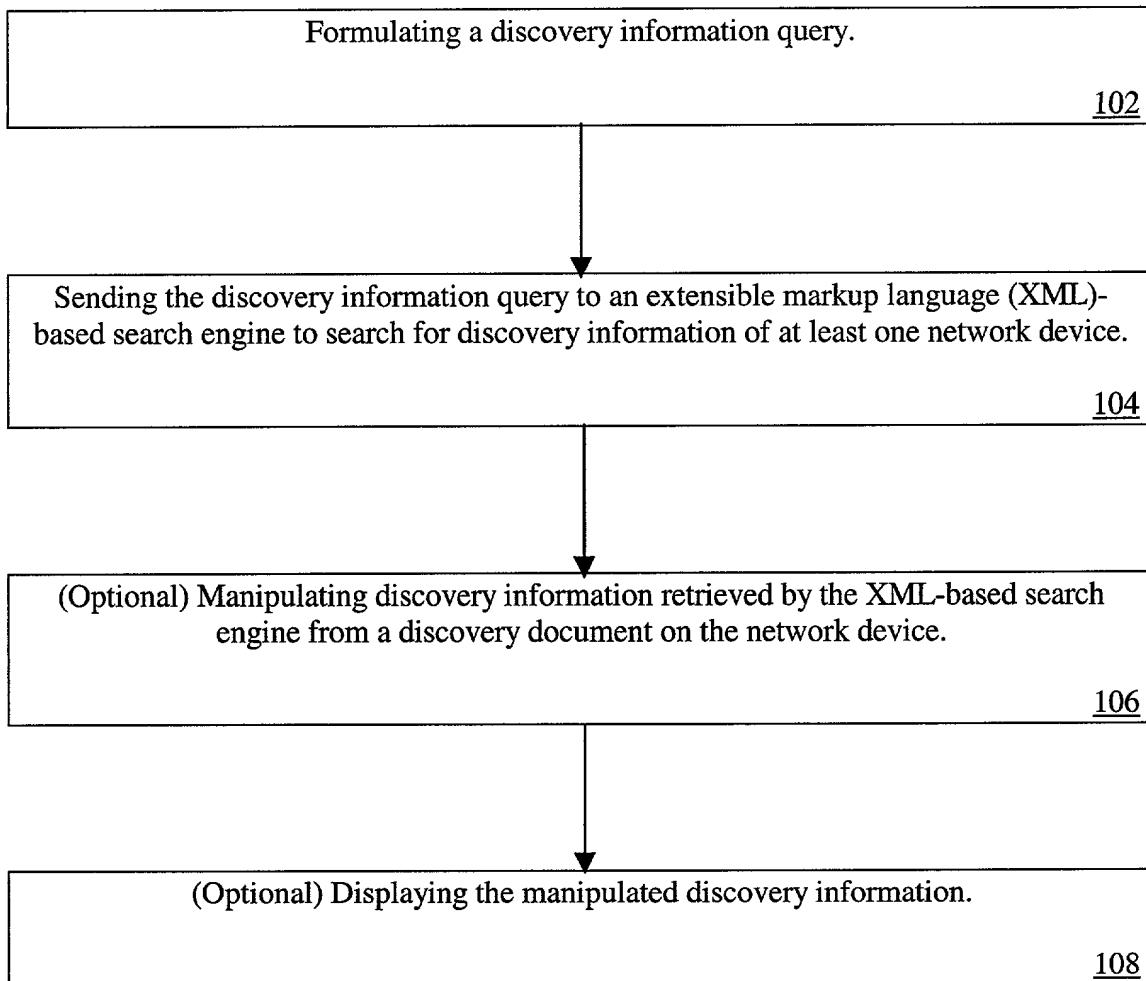 Formulating a discovery information query.
102
Sending the discovery information query to an extensible markup language (XML)-
based search engine to search for discovery information of at least one network device.
104
(Optional) Manipulating discovery information retrieved by the XML-based search
engine from a discovery document on the network device.
106
(Optional) Displaying the manipulated discovery information.
108